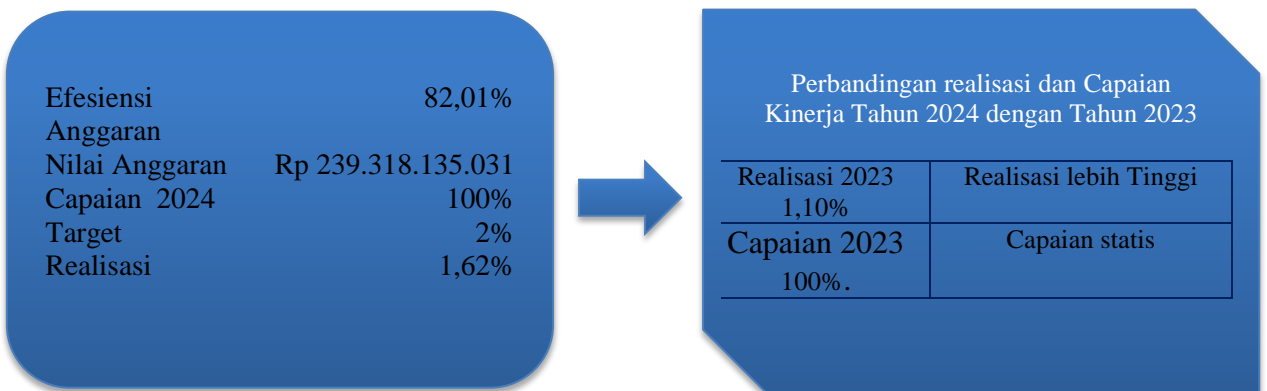 Efesiensi 82,01%
Anggaran
Nilai Anggaran Rp 239.318.135.031
Capaian 2024 100%
Target 2%
Realisasi 1,62%
Perbandingan realisasi dan Capaian
Kinerja Tahun 2024 dengan Tahun 2023
Realisasi 2023 Realisasi lebih Tinggi
1,10%
Capaian 2023 Capaian statis
100%.